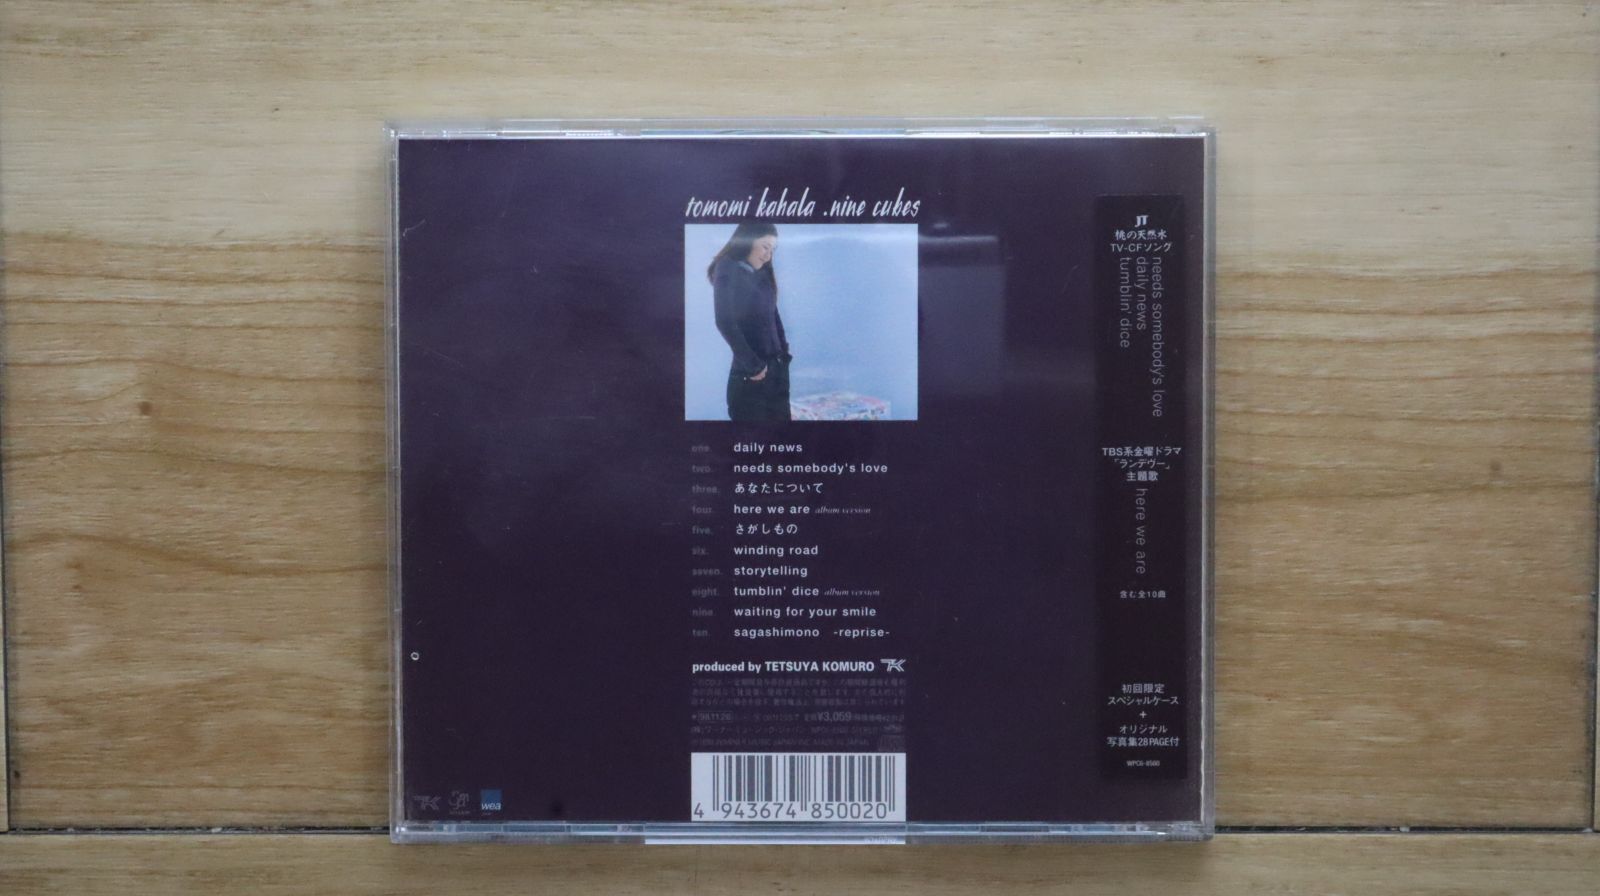 tomomi kahala .nine cubes
one. daily news
two. needs somebody's love
three. あなたについて
four. here we are album version
five. さがしもの
six. winding road
seven. storytelling
eight. tumblin' dice album version
nine. waiting for your smile
ten. sagashimono -reprise-
produced by TETSUYA KOMURO TK
¥3,059
4 943674 850020
wea
JT
桃の天然水
TV-CFソング
needs somebody's love
daily news
tumblin' dice
TBS系金曜ドラマ
「ランデヴー」
主題歌
here we are
含む全10曲
初回限定
スペシャルケース
+
オリジナル
写真集28PAGE付
WPC6-8500